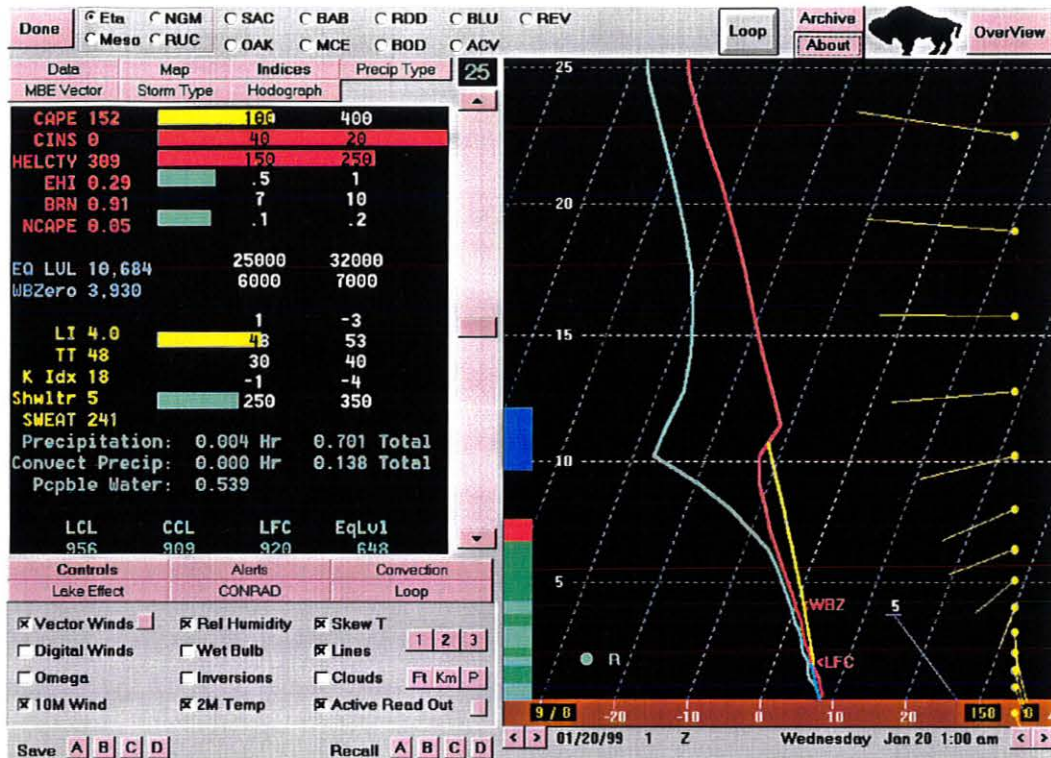 Done
Eta NGM SAC BAB RDD BLU REV
Meso RUC OAK MCE BOD ACV
Loop
Archive
About
OverView
Data Map Indices Precip Type
MBE Vector Storm Type Hodograph
25
CAPE 152 100 400
CINS 0 40 20
HELCTY 309 150 250
EHI 0.29 .5 1
BRN 0.91 7 10
NCAPE 0.05 .1 .2
EQ LVL 10,684 25000 32000
WBZero 3,930 6000 7000
LI 4.0 1 -3
TT 48 48 53
K Idx 18 30 40
Shwltr 5 -1 -4
SWEAT 241 250 350
Precipitation: 0.004 Hr 0.701 Total
Convect Precip: 0.000 Hr 0.138 Total
Pcpble Water: 0.539
LCL CCL LFC EqLvl
956 909 920 648
Controls Alerts Convection
Lake Effect CONRAD Loop
Vector Winds Rel Humidity Skew T
Digital Winds Wet Bulb Lines
1 2 3
Omega Inversions Clouds
Ft Km P
10M Wind 2M Temp Active Read Out
Save A B C D Recall A B C D
25
20
15
10
5
WBZ
5
R
<LFC
9 / 8 -20 -10 0 10 20 150 0
< > 01/20/99 1 Z Wednesday Jan 20 1:00 am < >